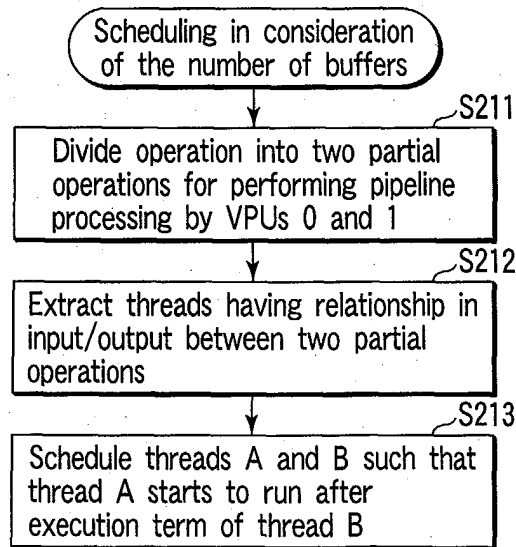 Scheduling in consideration
of the number of buffers
S211
Divide operation into two partial
operations for performing pipeline
processing by VPUs 0 and 1
S212
Extract threads having relationship in
input/output between two partial
operations
S213
Schedule threads A and B such that
thread A starts to run after
execution term of thread B